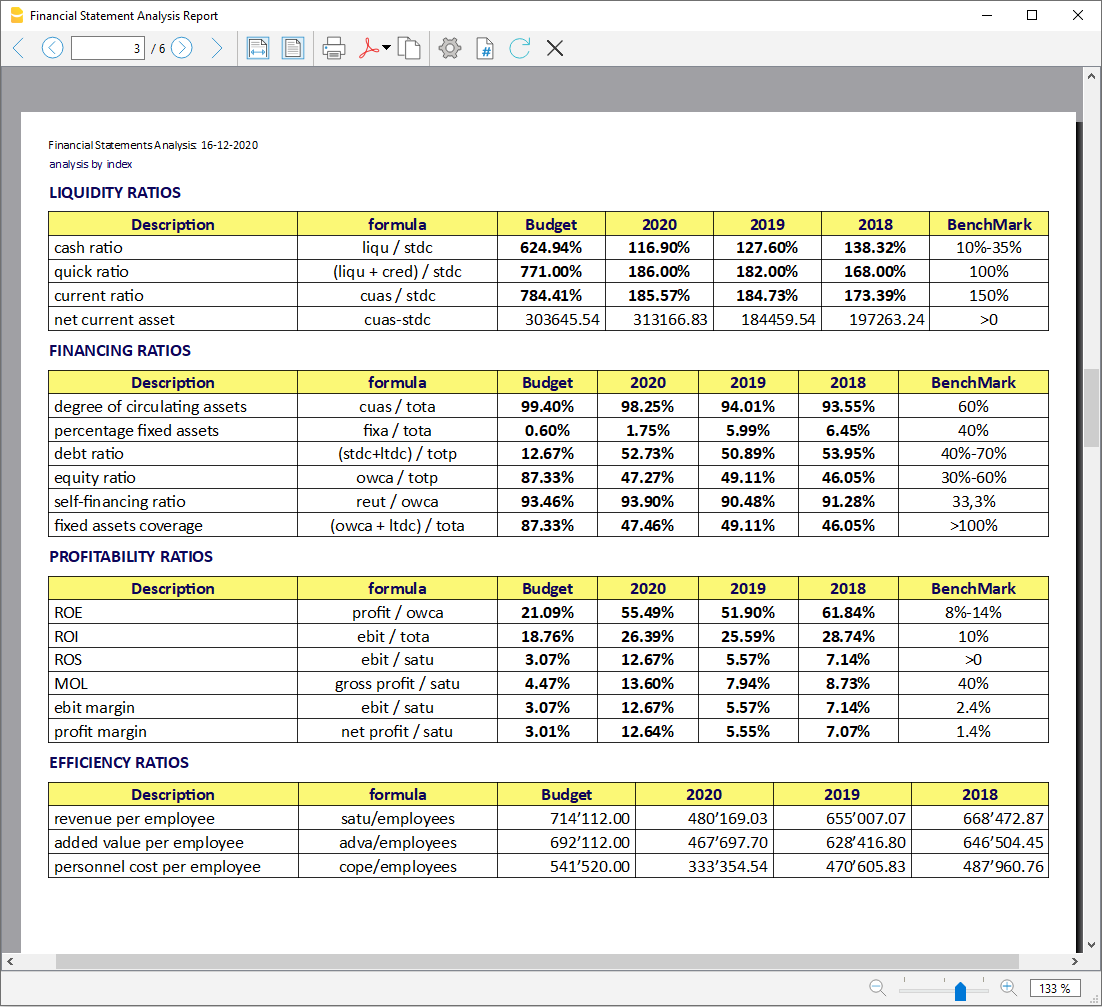 Financial Statement Analysis Report
3 / 6
Financial Statements Analysis: 16-12-2020
analysis by index
LIQUIDITY RATIOS
Description formula Budget 2020 2019 2018 BenchMark
cash ratio liqu / stdc 624.94% 116.90% 127.60% 138.32% 10%-35%
quick ratio (liqu + cred) / stdc 771.00% 186.00% 182.00% 168.00% 100%
current ratio cuas / stdc 784.41% 185.57% 184.73% 173.39% 150%
net current asset cuas-stdc 303645.54 313166.83 184459.54 197263.24 >0
FINANCING RATIOS
Description formula Budget 2020 2019 2018 BenchMark
degree of circulating assets cuas / tota 99.40% 98.25% 94.01% 93.55% 60%
percentage fixed assets fixa / tota 0.60% 1.75% 5.99% 6.45% 40%
debt ratio (stdc+ltdc) / totp 12.67% 52.73% 50.89% 53.95% 40%-70%
equity ratio owca / totp 87.33% 47.27% 49.11% 46.05% 30%-60%
self-financing ratio reut / owca 93.46% 93.90% 90.48% 91.28% 33,3%
fixed assets coverage (owca + ltdc) / tota 87.33% 47.46% 49.11% 46.05% >100%
PROFITABILITY RATIOS
Description formula Budget 2020 2019 2018 BenchMark
ROE profit / owca 21.09% 55.49% 51.90% 61.84% 8%-14%
ROI ebit / tota 18.76% 26.39% 25.59% 28.74% 10%
ROS ebit / satu 3.07% 12.67% 5.57% 7.14% >0
MOL gross profit / satu 4.47% 13.60% 7.94% 8.73% 40%
ebit margin ebit / satu 3.07% 12.67% 5.57% 7.14% 2.4%
profit margin net profit / satu 3.01% 12.64% 5.55% 7.07% 1.4%
EFFICIENCY RATIOS
Description formula Budget 2020 2019 2018
revenue per employee satu/employees 714’112.00 480’169.03 655’007.07 668’472.87
added value per employee adva/employees 692’112.00 467’697.70 628’416.80 646’504.45
personnel cost per employee cope/employees 541’520.00 333’354.54 470’605.83 487’960.76
133 %